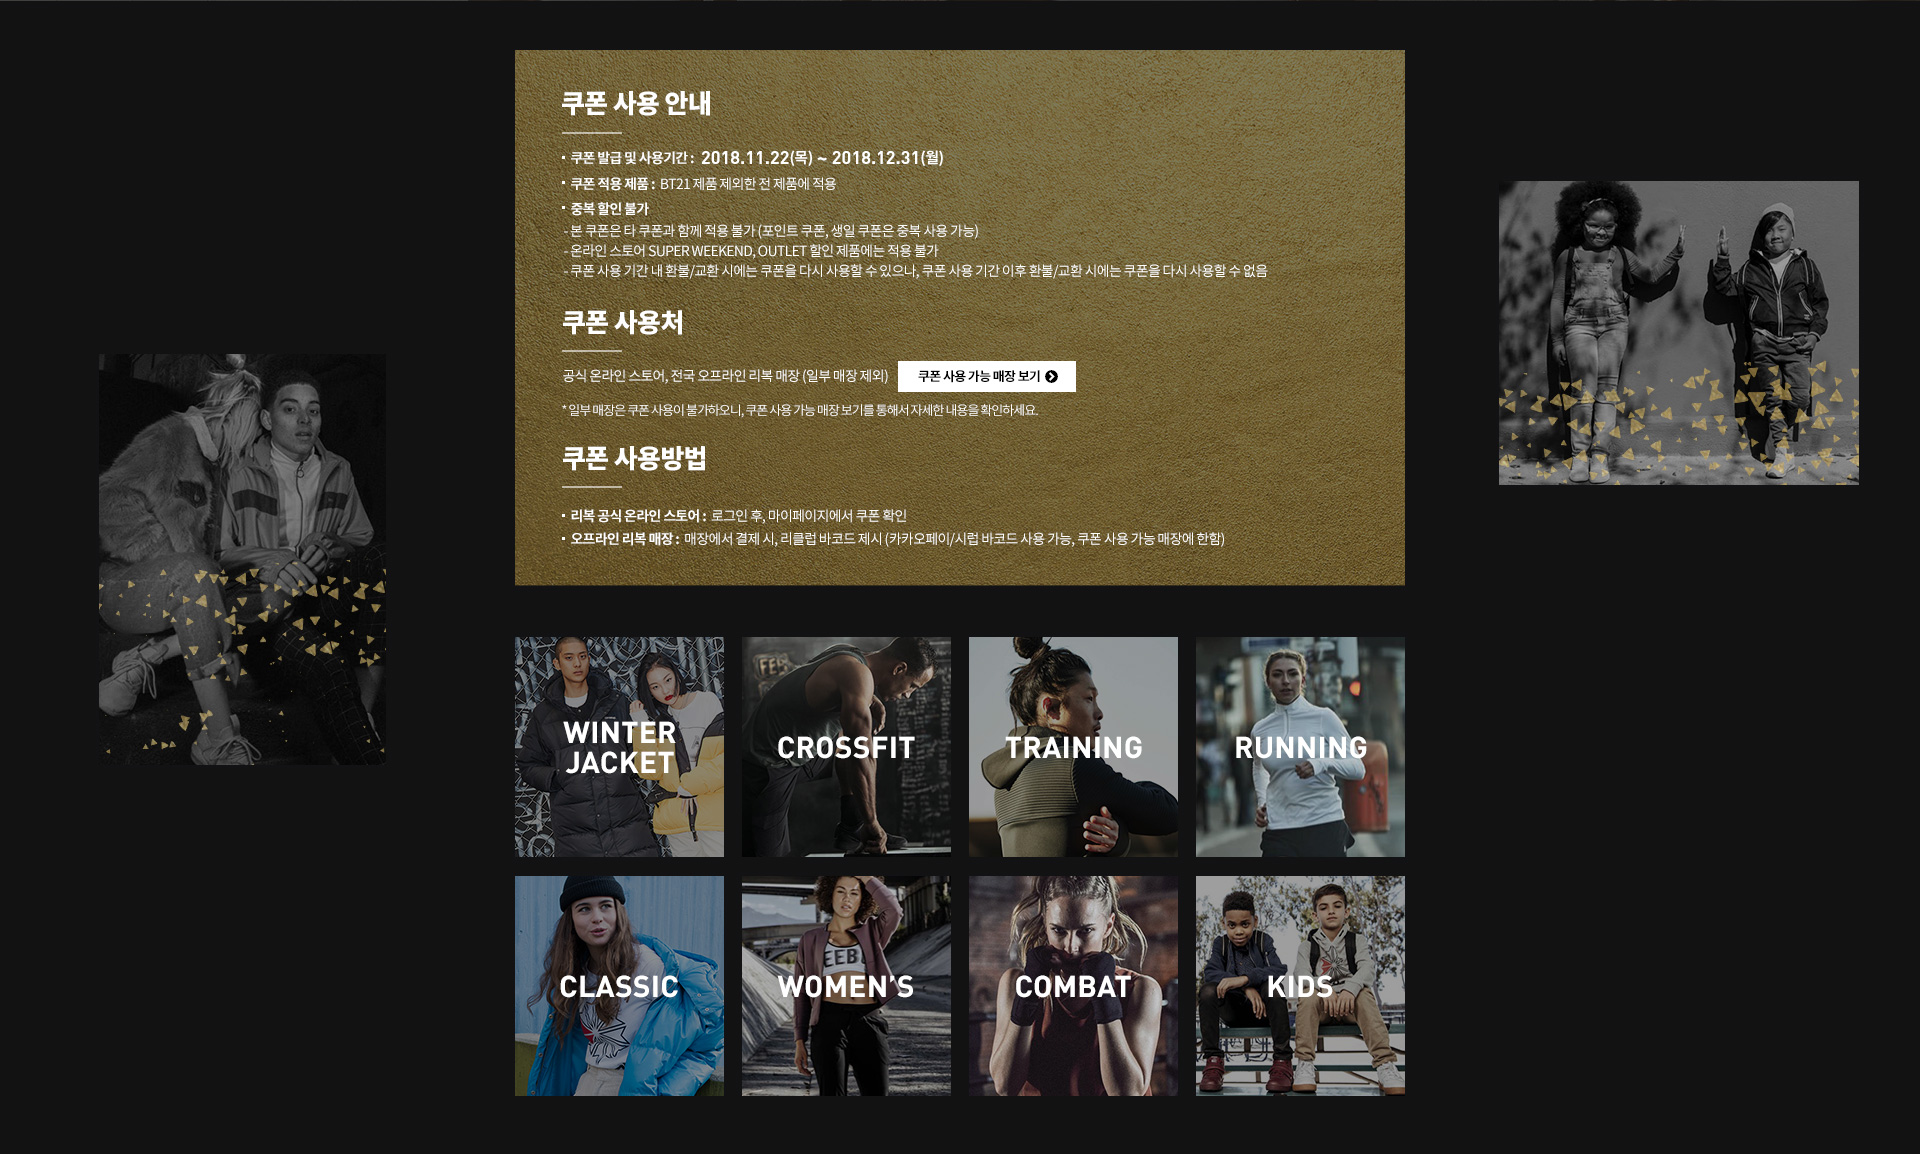 쿠폰 사용 안내
· 쿠폰 발급 및 사용기간 : 2018.11.22(목) ~ 2018.12.31(월)
· 쿠폰 적용 제품 : BT21 제품 제외한 전 제품에 적용
· 중복 할인 불가
- 본 쿠폰은 타 쿠폰과 함께 적용 불가 (포인트 쿠폰, 생일 쿠폰은 중복 사용 가능)
- 온라인 스토어 SUPER WEEKEND, OUTLET 할인 제품에는 적용 불가
- 쿠폰 사용 기간 내 환불/교환 시에는 쿠폰을 다시 사용할 수 있으나, 쿠폰 사용 기간 이후 환불/교환 시에는 쿠폰을 다시 사용할 수 없음
쿠폰 사용처
공식 온라인 스토어, 전국 오프라인 리복 매장 (일부 매장 제외) 쿠폰 사용 가능 매장 보기
* 일부 매장은 쿠폰 사용이 불가하오니, 쿠폰 사용 가능 매장 보기를 통해서 자세한 내용을 확인하세요.
쿠폰 사용방법
· 리복 공식 온라인 스토어 : 로그인 후, 마이페이지에서 쿠폰 확인
· 오프라인 리복 매장 : 매장에서 결제 시, 리클럽 바코드 제시 (카카오페이/시럽 바코드 사용 가능, 쿠폰 사용 가능 매장에 한함)
WINTER
JACKET
CROSSFIT
TRAINING
RUNNING
CLASSIC
WOMEN'S
COMBAT
KIDS